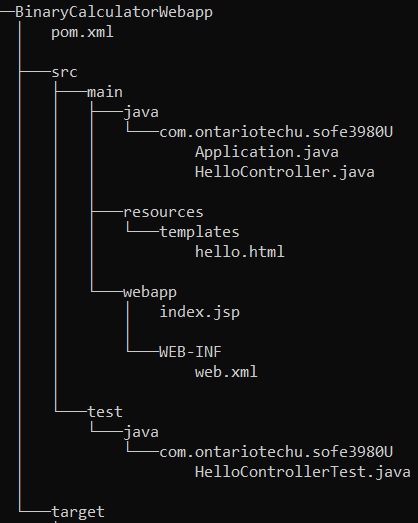 BinaryCalculatorWebapp
pom.xml
src
main
java
com.ontariotechu.sofe3980U
Application.java
HelloController.java
resources
templates
hello.html
webapp
index.jsp
WEB-INF
web.xml
test
java
com.ontariotechu.sofe3980U
HelloControllerTest.java
target